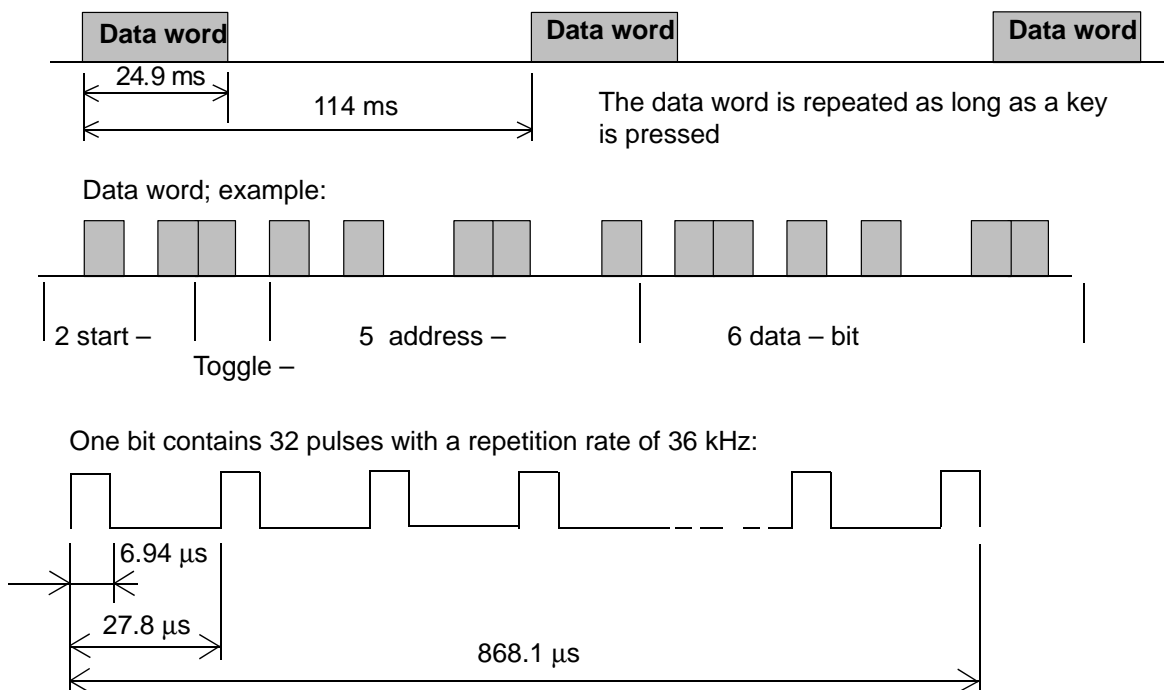 Data word Data word Data word
24.9 ms
114 ms
The data word is repeated as long as a key
is pressed
Data word; example:
2 start – 5 address – 6 data – bit
Toggle –
One bit contains 32 pulses with a repetition rate of 36 kHz:
6.94 μs
27.8 μs
868.1 μs